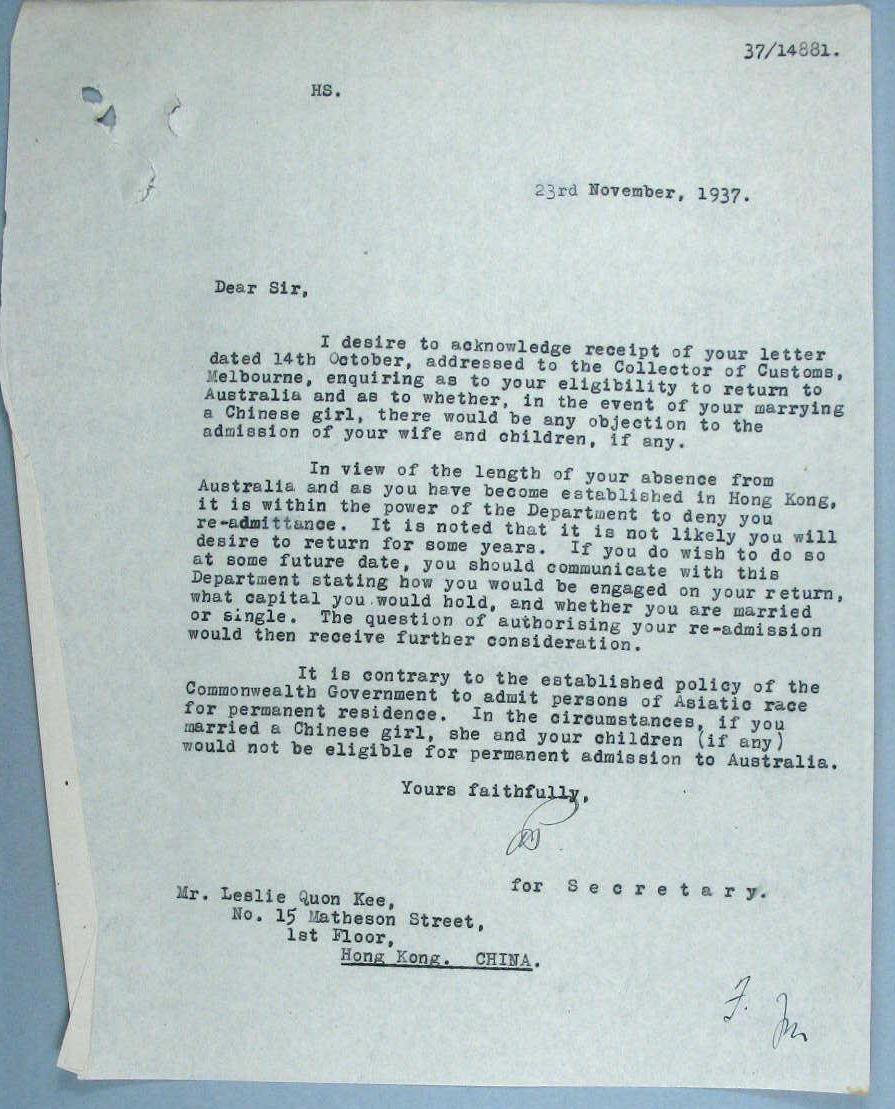 37/14881.
HS.
23rd November, 1937.
Dear Sir,
I desire to acknowledge receipt of your letter
dated 14th October, addressed to the Collector of Customs,
Melbourne, enquiring as to your eligibility to return to
Australia and as to whether, in the event of your marrying
a Chinese girl, there would be any objection to the
admission of your wife and children, if any.
In view of the length of your absence from
Australia and as you have become established in Hong Kong,
it is within the power of the Department to deny you
re-admittance. It is noted that it is not likely you will
desire to return for some years. If you do wish to do so
at some future date, you should communicate with this
Department stating how you would be engaged on your return,
what capital you would hold, and whether you are married
or single. The question of authorising your re-admission
would then receive further consideration.
It is contrary to the established policy of the
Commonwealth Government to admit persons of Asiatic race
for permanent residence. In the circumstances, if you
married a Chinese girl, she and your children (if any)
would not be eligible for permanent admission to Australia.
Yours faithfully,
for Secretary.
Mr. Leslie Quon Kee,
No. 15 Matheson Street,
1st Floor,
Hong Kong. CHINA.